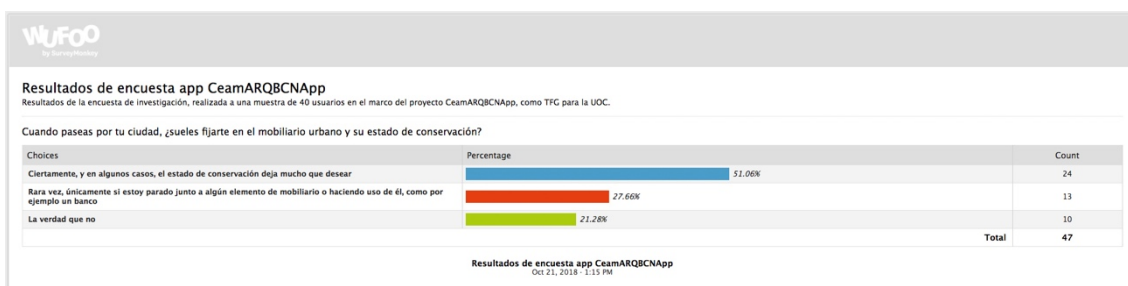 WUFOO
by SurveyMonkey
Resultados de encuesta app CeamARQBCNApp
Resultados de la encuesta de investigación, realizada a una muestra de 40 usuarios en el marco del proyecto CeamARQBCNApp, como TFG para la UOC.
Cuando paseas por tu ciudad, ¿sueles fijarte en el mobiliario urbano y su estado de conservación?
Choices Percentage Count
Ciertamente, y en algunos casos, el estado de conservación deja mucho que desear 51.06% 24
Rara vez, únicamente si estoy parado junto a algún elemento de mobiliario o haciendo uso de él, como por
ejemplo un banco 27.66% 13
La verdad que no 21.28% 10
Total 47
Resultados de encuesta app CeamARQBCNApp
Oct 21, 2018 - 1:15 PM